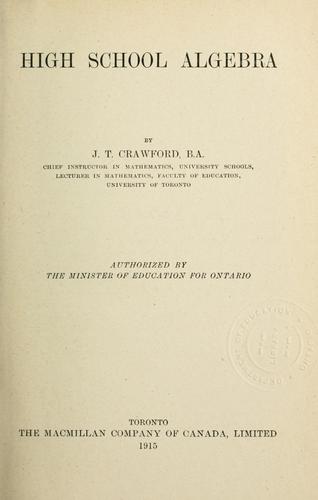 HIGH SCHOOL ALGEBRA
BY
J. T. CRAWFORD, B.A.
CHIEF INSTRUCTOR IN MATHEMATICS, UNIVERSITY SCHOOLS,
LECTURER IN MATHEMATICS, FACULTY OF EDUCATION,
UNIVERSITY OF TORONTO
AUTHORIZED BY
THE MINISTER OF EDUCATION FOR ONTARIO
TORONTO
THE MACMILLAN COMPANY OF CANADA, LIMITED
1915